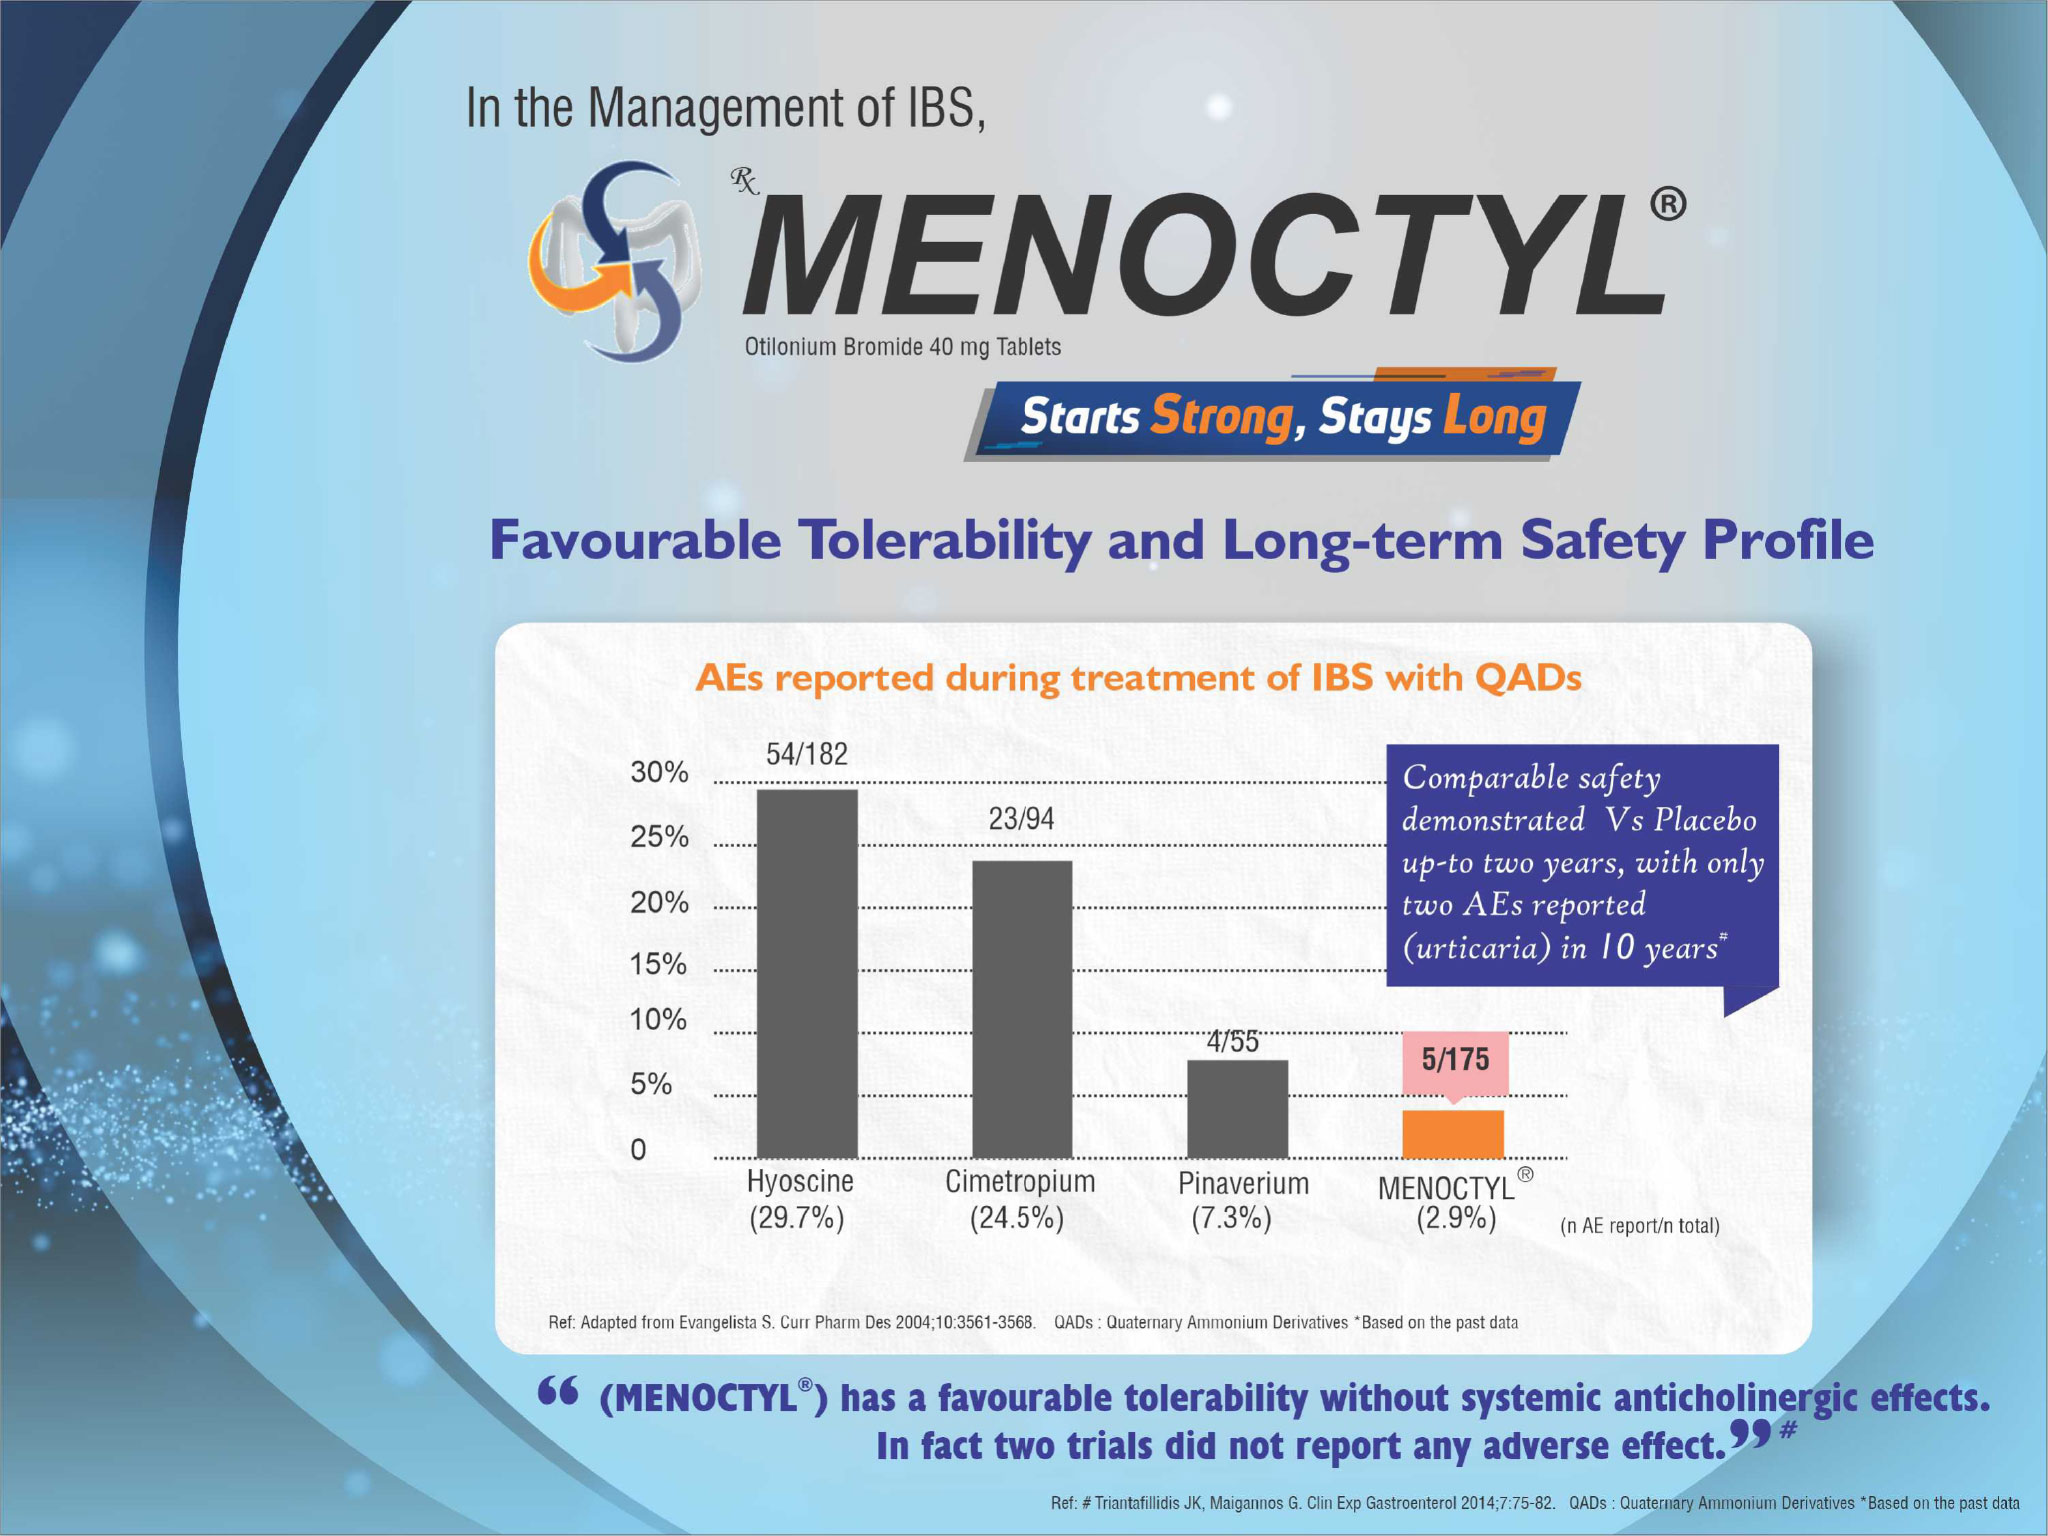 In the Management of IBS,
Rx MENOCTYL®
Otilonium Bromide 40 mg Tablets
Starts Strong, Stays Long
Favourable Tolerability and Long-term Safety Profile
AEs reported during treatment of IBS with QADs
30%
25%
20%
15%
10%
5%
0
54/182
23/94
4/55
5/175
Comparable safety
demonstrated Vs Placebo
up-to two years, with only
two AEs reported
(urticaria) in 10 years#
Hyoscine
(29.7%)
Cimetropium
(24.5%)
Pinaverium
(7.3%)
MENOCTYL®
(2.9%)
(n AE report/n total)
Ref: Adapted from Evangelista S. Curr Pharm Des 2004;10:3561-3568. QADs : Quaternary Ammonium Derivatives *Based on the past data
“ (MENOCTYL®) has a favourable tolerability without systemic anticholinergic effects.
In fact two trials did not report any adverse effect.” #
Ref: # Triantafillidis JK, Maigannos G. Clin Exp Gastroenterol 2014;7:75-82. QADs : Quaternary Ammonium Derivatives *Based on the past data